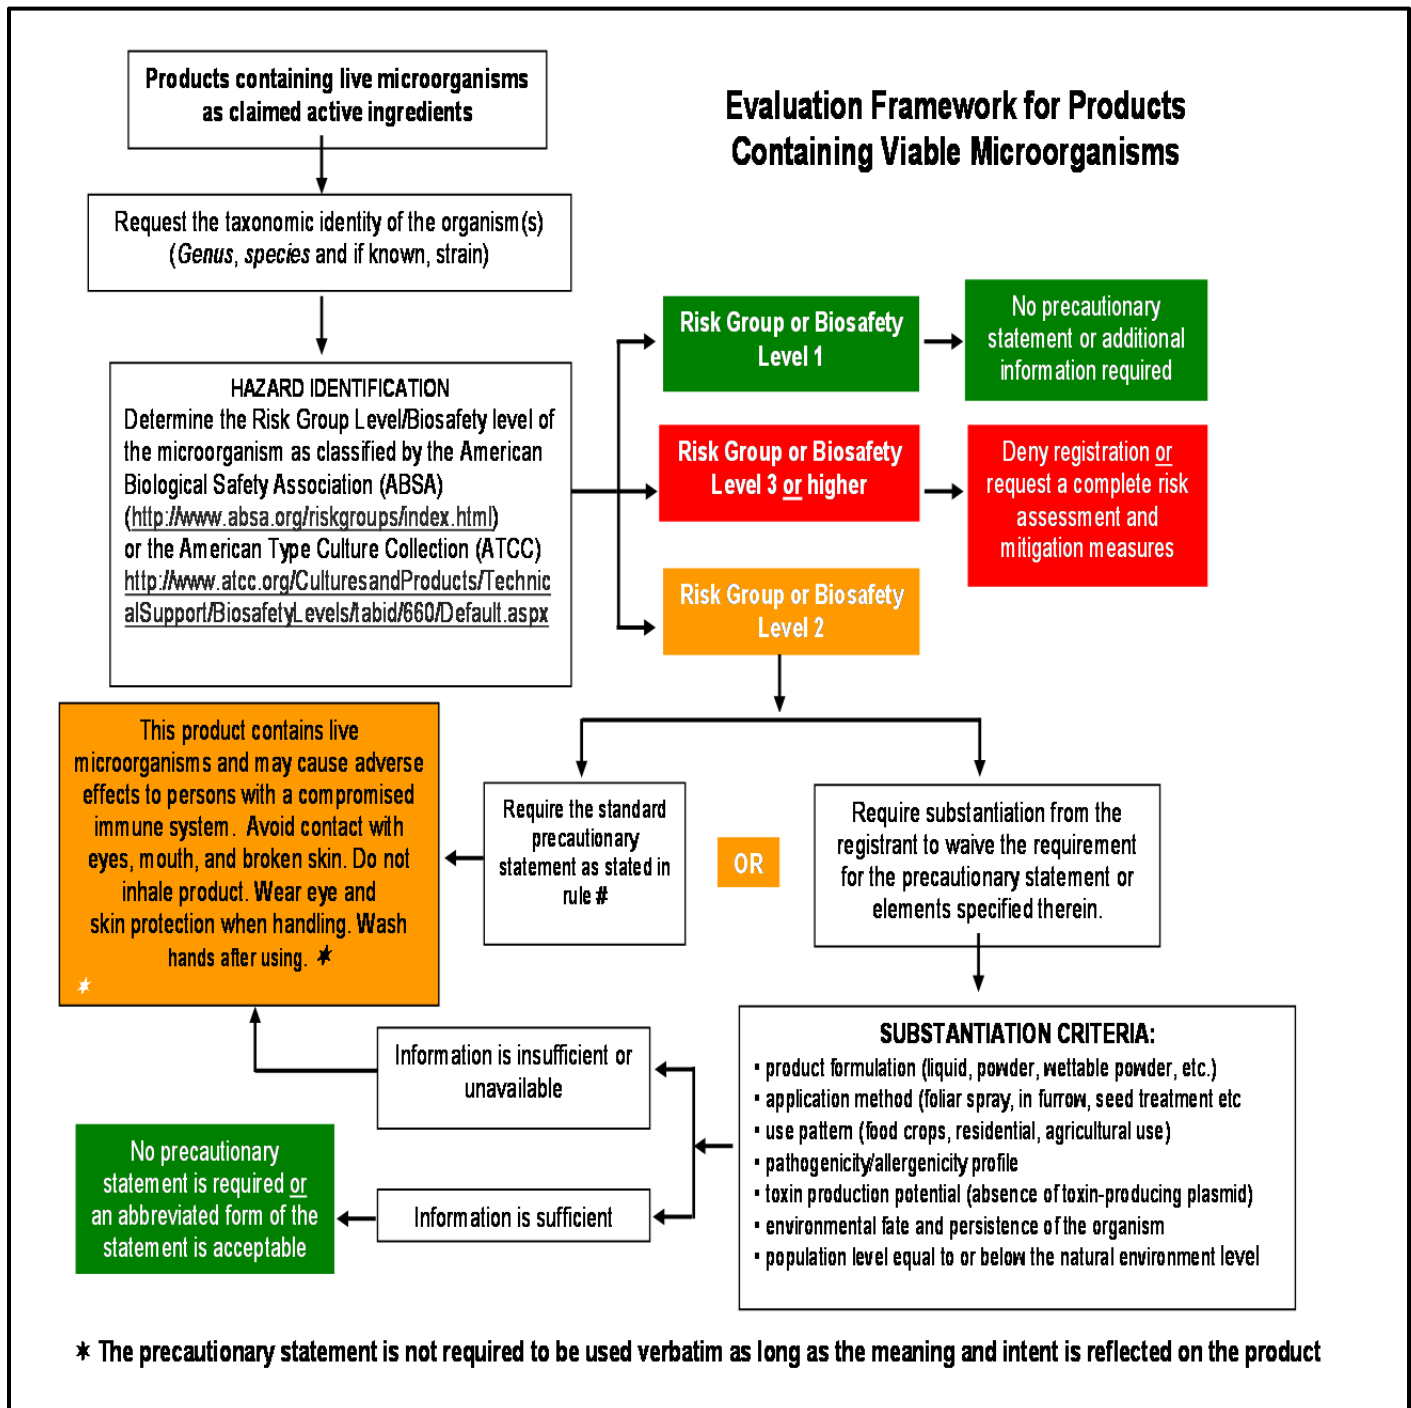 Products containing live microorganisms
as claimed active ingredients
Evaluation Framework for Products
Containing Viable Microorganisms
Request the taxonomic identity of the organism(s)
(Genus, species and if known, strain)
HAZARD IDENTIFICATION
Determine the Risk Group Level/Biosafety level of
the microorganism as classified by the American
Biological Safety Association (ABSA)
(http://www.absa.org/riskgroups/index.html)
or the American Type Culture Collection (ATCC)
http://www.atcc.org/CulturesandProducts/Technic
alSupport/BiosafetyLevels/tabid/660/Default.aspx
Risk Group or Biosafety
Level 1
No precautionary
statement or additional
information required
Risk Group or Biosafety
Level 3 or higher
Deny registration or
request a complete risk
assessment and
mitigation measures
Risk Group or Biosafety
Level 2
This product contains live
microorganisms and may cause adverse
effects to persons with a compromised
immune system. Avoid contact with
eyes, mouth, and broken skin. Do not
inhale product. Wear eye and
skin protection when handling. Wash
hands after using. *
*
Require the standard
precautionary
statement as stated in
rule #
OR
Require substantiation from the
registrant to waive the requirement
for the precautionary statement or
elements specified therein.
SUBSTANTIATION CRITERIA:
▪ product formulation (liquid, powder, wettable powder, etc.)
▪ application method (foliar spray, in furrow, seed treatment etc
▪ use pattern (food crops, residential, agricultural use)
▪ pathogenicity/allergenicity profile
▪ toxin production potential (absence of toxin-producing plasmid)
▪ environmental fate and persistence of the organism
▪ population level equal to or below the natural environment level
Information is insufficient or
unavailable
Information is sufficient
No precautionary
statement is required or
an abbreviated form of the
statement is acceptable
* The precautionary statement is not required to be used verbatim as long as the meaning and intent is reflected on the product